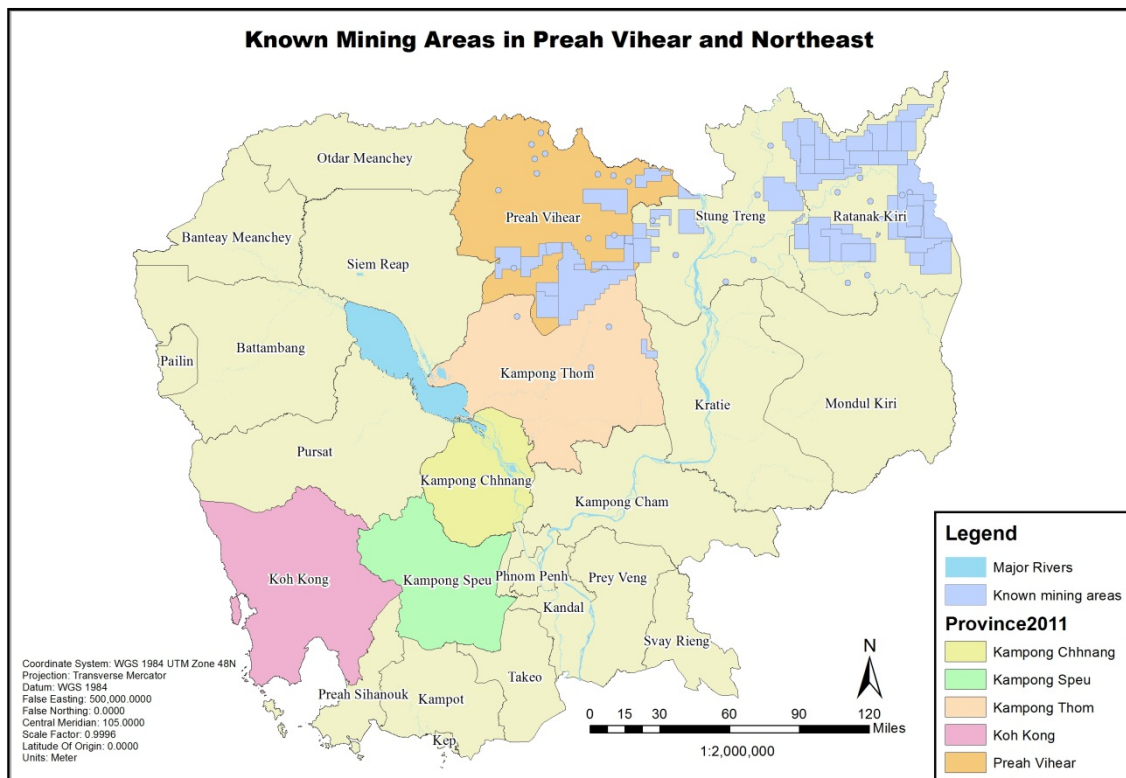 Known Mining Areas in Preah Vihear and Northeast
Otdar Meanchey
Banteay Meanchey
Siem Reap
Preah Vihear
Stung Treng
Ratanak Kiri
Pailin
Battambang
Kampong Thom
Kratie
Mondul Kiri
Pursat
Kampong Chhnang
Kampong Cham
Koh Kong
Kampong Speu
Phnom Penh
Prey Veng
Kandal
Svay Rieng
Takeo
Preah Sihanouk
Kampot
Kep
Coordinate System: WGS 1984 UTM Zone 48N
Projection: Transverse Mercator
Datum: WGS 1984
False Easting: 500,000.0000
False Northing: 0.0000
Central Meridian: 105.0000
Scale Factor: 0.9996
Latitude Of Origin: 0.0000
Units: Meter
N
0 15 30 60 90 120
Miles
1:2,000,000
Legend
Major Rivers
Known mining areas
Province2011
Kampong Chhnang
Kampong Speu
Kampong Thom
Koh Kong
Preah Vihear